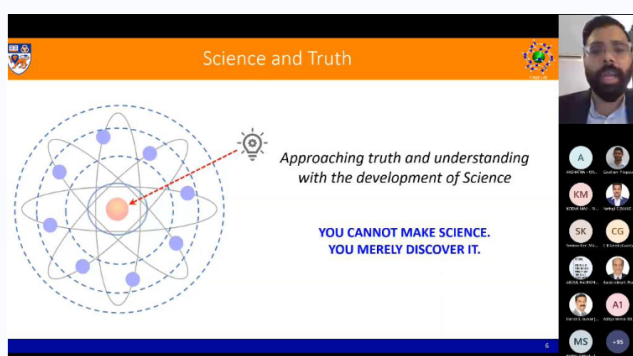 Science and Truth
Approaching truth and understanding
with the development of Science
YOU CANNOT MAKE SCIENCE.
YOU MERELY DISCOVER IT.
6
A
KM
SK
CG
A1
MS
+95